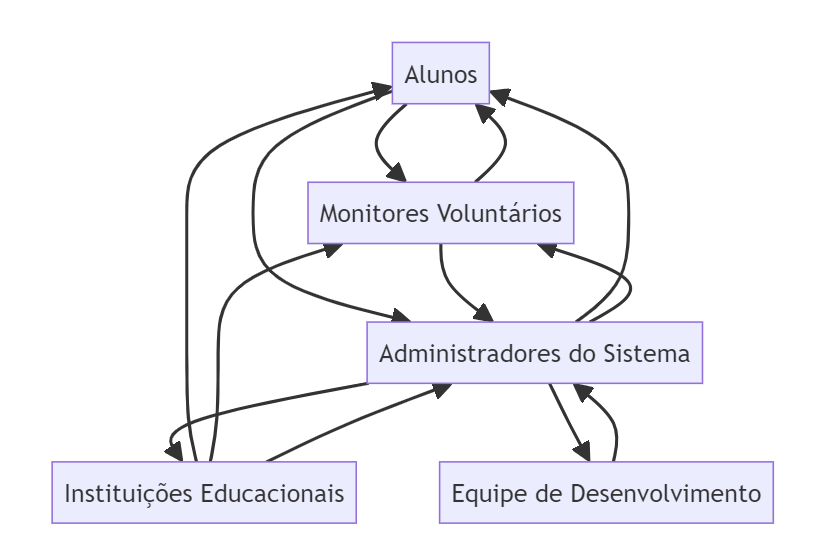 Alunos
Monitores Voluntários
Administradores do Sistema
Instituições Educacionais
Equipe de Desenvolvimento